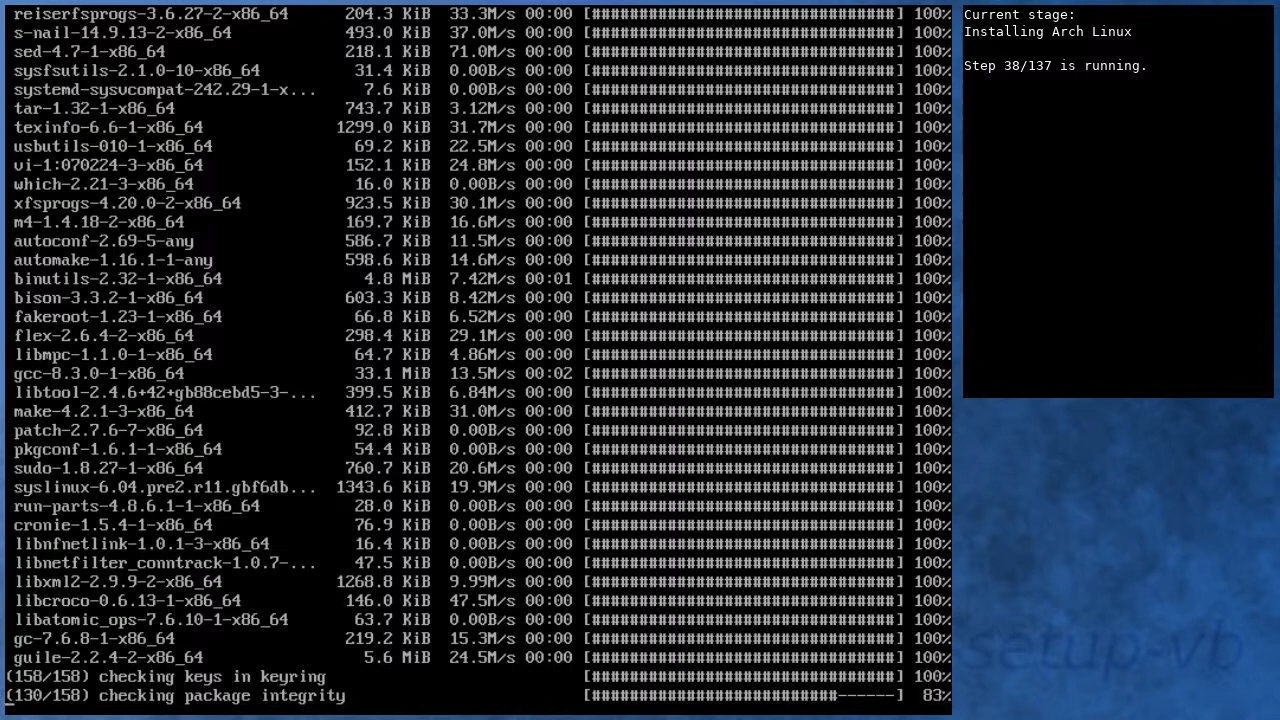 reiserfsprogs-3.6.27-2-x86_64 204.3 KiB 33.3M/s 00:00 [################################] 100%
s-nail-14.9.13-2-x86_64 493.0 KiB 37.0M/s 00:00 [################################] 100%
sed-4.7-1-x86_64 218.1 KiB 71.0M/s 00:00 [################################] 100%
sysfsutils-2.1.0-10-x86_64 31.4 KiB 0.00B/s 00:00 [################################] 100%
systemd-sysvcompat-242.29-1-x... 7.6 KiB 0.00B/s 00:00 [################################] 100%
tar-1.32-1-x86_64 743.7 KiB 3.12M/s 00:00 [################################] 100%
texinfo-6.6-1-x86_64 1299.0 KiB 31.7M/s 00:00 [################################] 100%
usbutils-010-1-x86_64 69.2 KiB 22.5M/s 00:00 [################################] 100%
vi-1:070224-3-x86_64 152.1 KiB 24.8M/s 00:00 [################################] 100%
which-2.21-3-x86_64 16.0 KiB 0.00B/s 00:00 [################################] 100%
xfsprogs-4.20.0-2-x86_64 923.5 KiB 30.1M/s 00:00 [################################] 100%
m4-1.4.18-2-x86_64 169.7 KiB 16.6M/s 00:00 [################################] 100%
autoconf-2.69-5-any 586.7 KiB 11.5M/s 00:00 [################################] 100%
automake-1.16.1-1-any 598.6 KiB 14.6M/s 00:00 [################################] 100%
binutils-2.32-1-x86_64 4.8 MiB 7.42M/s 00:01 [################################] 100%
bison-3.3.2-1-x86_64 603.3 KiB 8.42M/s 00:00 [################################] 100%
fakeroot-1.23-1-x86_64 66.8 KiB 6.52M/s 00:00 [################################] 100%
flex-2.6.4-2-x86_64 298.4 KiB 29.1M/s 00:00 [################################] 100%
libmpc-1.1.0-1-x86_64 64.7 KiB 4.86M/s 00:00 [################################] 100%
gcc-8.3.0-1-x86_64 33.1 MiB 13.5M/s 00:02 [################################] 100%
libtool-2.4.6+42+gb88cebd5-3-... 399.5 KiB 6.84M/s 00:00 [################################] 100%
make-4.2.1-3-x86_64 412.7 KiB 31.0M/s 00:00 [################################] 100%
patch-2.7.6-7-x86_64 92.8 KiB 0.00B/s 00:00 [################################] 100%
pkgconf-1.6.1-1-x86_64 54.4 KiB 0.00B/s 00:00 [################################] 100%
sudo-1.8.27-1-x86_64 760.7 KiB 20.6M/s 00:00 [################################] 100%
syslinux-6.04.pre2.r11.gbf6db... 1343.6 KiB 19.9M/s 00:00 [################################] 100%
run-parts-4.8.6.1-1-x86_64 28.0 KiB 0.00B/s 00:00 [################################] 100%
cronie-1.5.4-1-x86_64 76.9 KiB 0.00B/s 00:00 [################################] 100%
libnfnetlink-1.0.1-3-x86_64 16.4 KiB 0.00B/s 00:00 [################################] 100%
libnetfilter_conntrack-1.0.7-... 47.5 KiB 0.00B/s 00:00 [################################] 100%
libxml2-2.9.9-2-x86_64 1268.8 KiB 9.99M/s 00:00 [################################] 100%
libcroco-0.6.13-1-x86_64 146.0 KiB 47.5M/s 00:00 [################################] 100%
libatomic_ops-7.6.10-1-x86_64 63.7 KiB 0.00B/s 00:00 [################################] 100%
gc-7.6.8-1-x86_64 219.2 KiB 15.3M/s 00:00 [################################] 100%
guile-2.2.4-2-x86_64 5.6 MiB 24.5M/s 00:00 [################################] 100%
(158/158) checking keys in keyring [################################] 100%
(130/158) checking package integrity [##########################------] 83%
Current stage:
Installing Arch Linux
Step 38/137 is running.
setup-vb